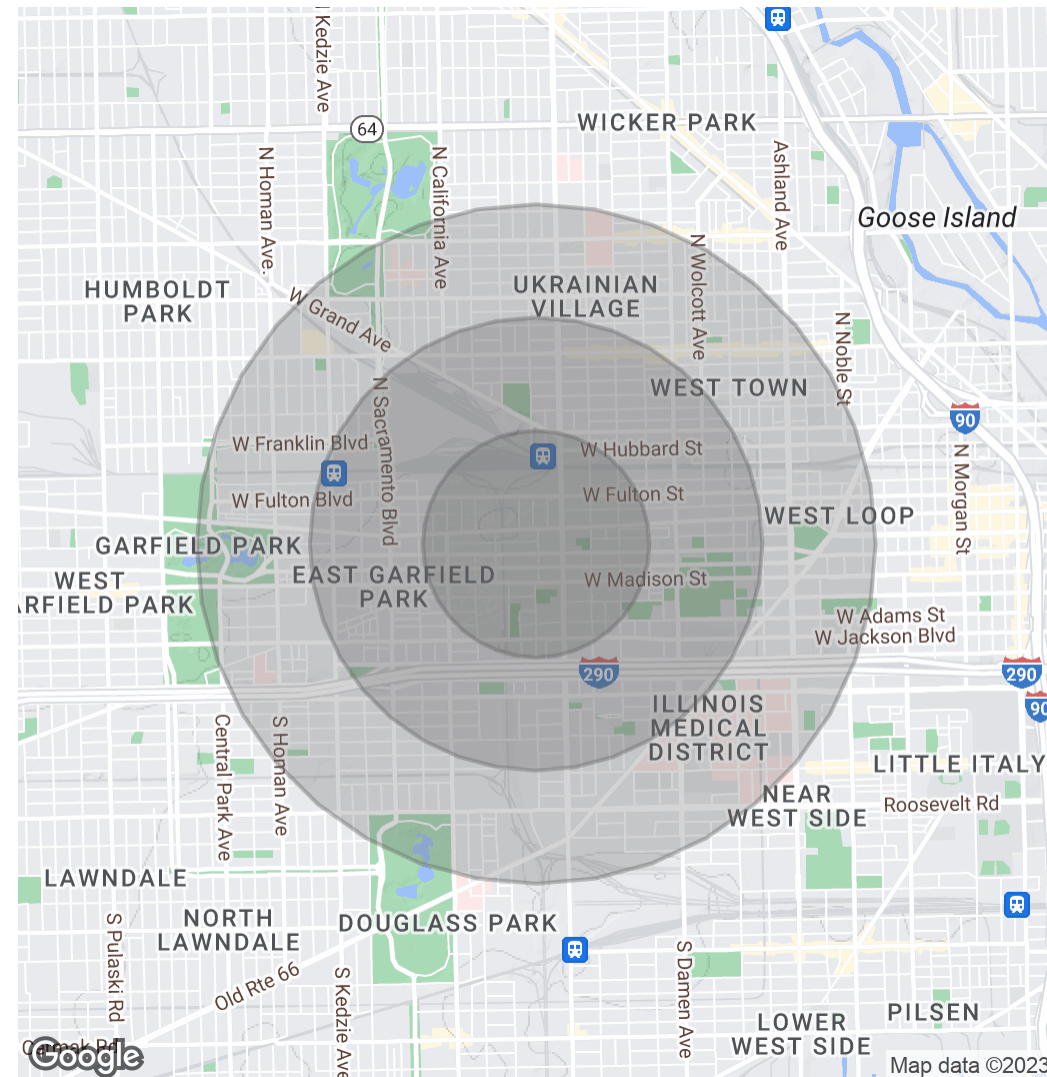 N Kedzie Ave
64
WICKER PARK
N Homan Ave.
N California Ave
Ashland Ave
Goose Island
HUMBOLDT
PARK
UKRAINIAN
VILLAGE
W Grand Ave
N Wolcott Ave
N Noble St
WEST TOWN
N Sacramento Blvd
90
W Franklin Blvd
W Hubbard St
N Morgan St
W Fulton Blvd
W Fulton St
WEST LOOP
GARFIELD PARK
WEST
ARFIELD PARK
EAST GARFIELD
PARK
W Madison St
W Adams St
W Jackson Blvd
290
290
90
ILLINOIS
MEDICAL
DISTRICT
Central Park Ave
S Homan Ave
LITTLE ITALY
NEAR
WEST SIDE
Roosevelt Rd
LAWNDALE
NORTH
LAWNDALE
DOUGLASS PARK
S Pulaski Rd
Old Rte 66
S Kedzie Ave
S Damen Ave
PILSEN
LOWER
WEST SIDE
Google
Map data ©2023